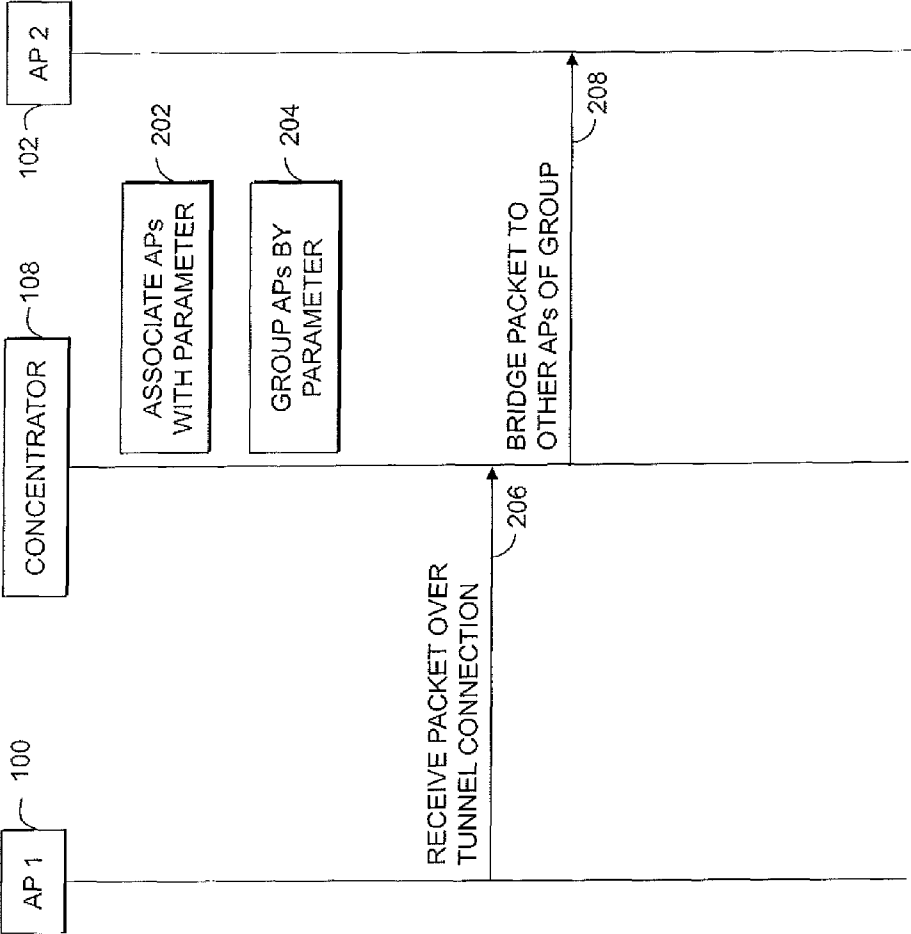 AP 1
100
CONCENTRATOR
108
102
AP 2
ASSOCIATE APs
WITH PARAMETER
202
GROUP APs BY
PARAMETER
204
RECEIVE PACKET OVER
TUNNEL CONNECTION
206
BRIDGE PACKET TO
OTHER APs OF GROUP
208